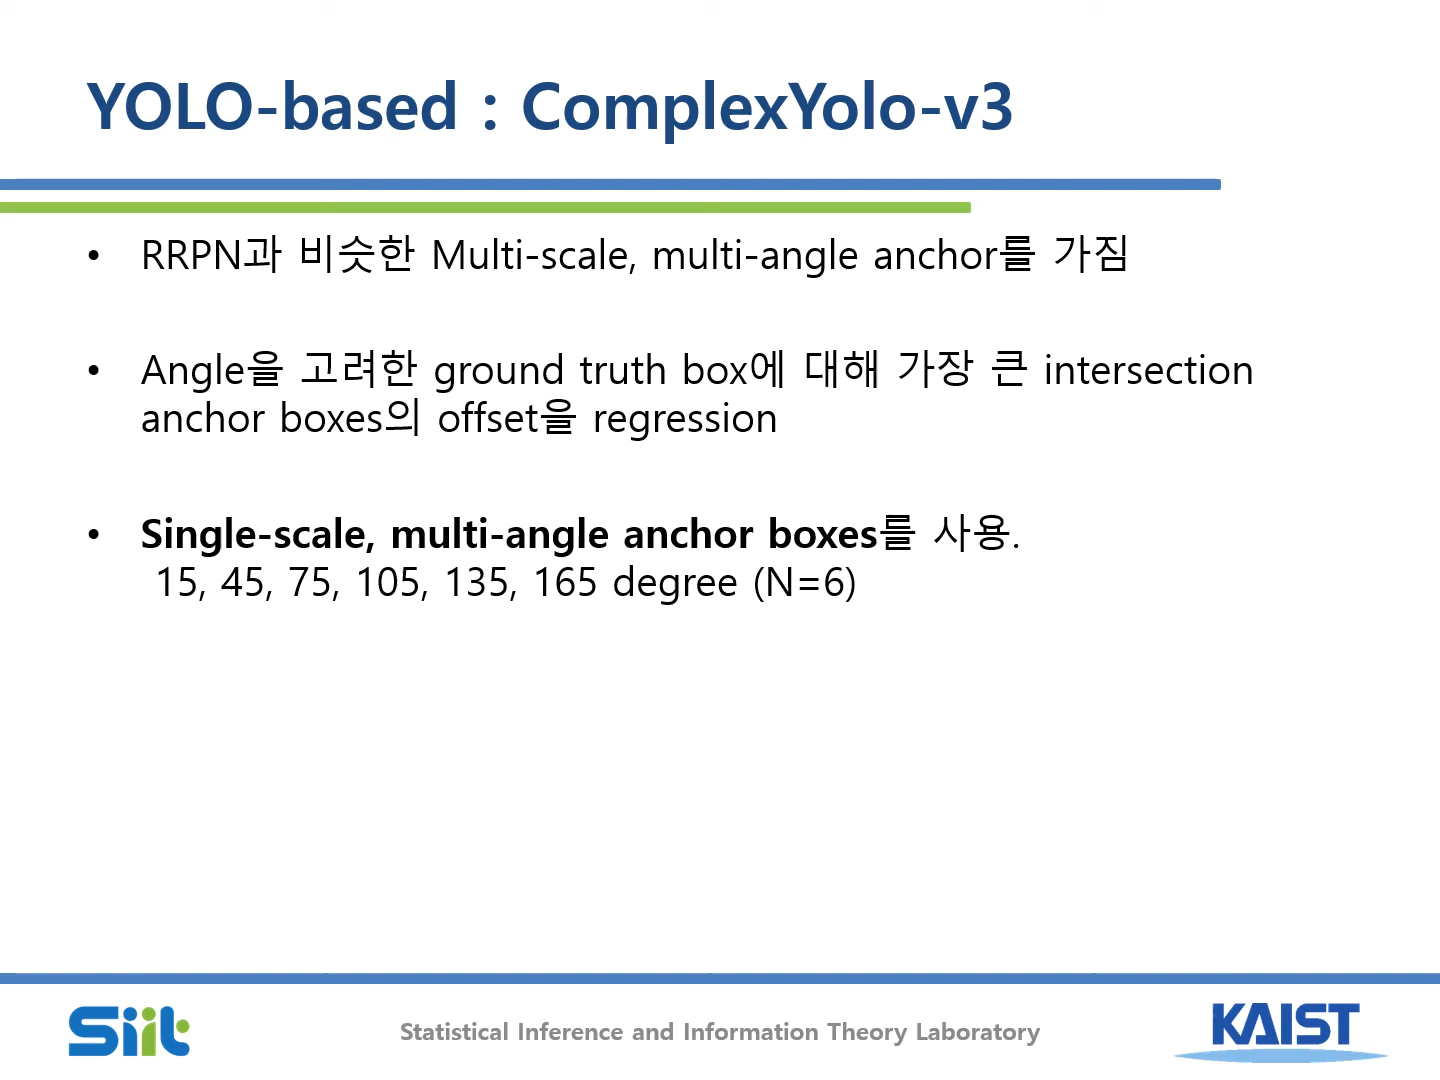 YOLO-based : ComplexYolo-v3
• RRPN과 비슷한 Multi-scale, multi-angle anchor를 가짐
• Angle을 고려한 ground truth box에 대해 가장 큰 intersection
anchor boxes의 offset을 regression
• Single-scale, multi-angle anchor boxes를 사용.
15, 45, 75, 105, 135, 165 degree (N=6)
Siit
Statistical Inference and Information Theory Laboratory
KAIST